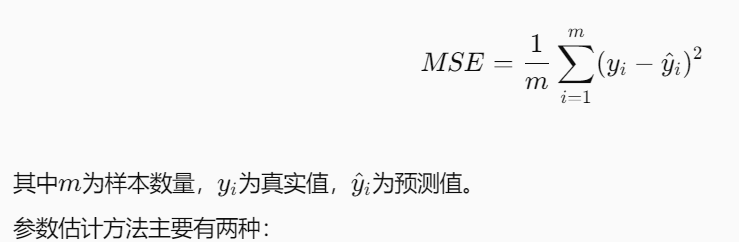 MSE = \frac{1}{m} \sum_{i=1}^{m} (y_i - \hat{y}_i)^2
其中m为样本数量，y_i为真实值，\hat{y}_i为预测值。
参数估计方法主要有两种：